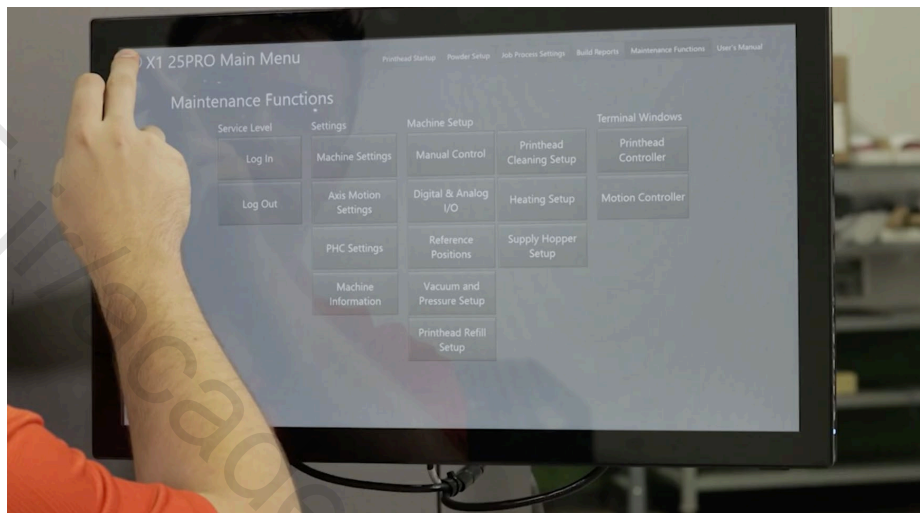 X1 25PRO Main Menu
Printhead Startup Powder Setup Job Process Settings Build Reports Maintenance Functions User's Manual
Maintenance Functions
Service Level Settings Machine Setup Terminal Windows
Log In Machine Settings Manual Control Printhead Cleaning Setup Printhead Controller
Log Out Axis Motion Settings Digital & Analog I/O Heating Setup Motion Controller
PHC Settings Reference Positions Supply Hopper Setup
Machine Information Vacuum and Pressure Setup
Printhead Refill Setup